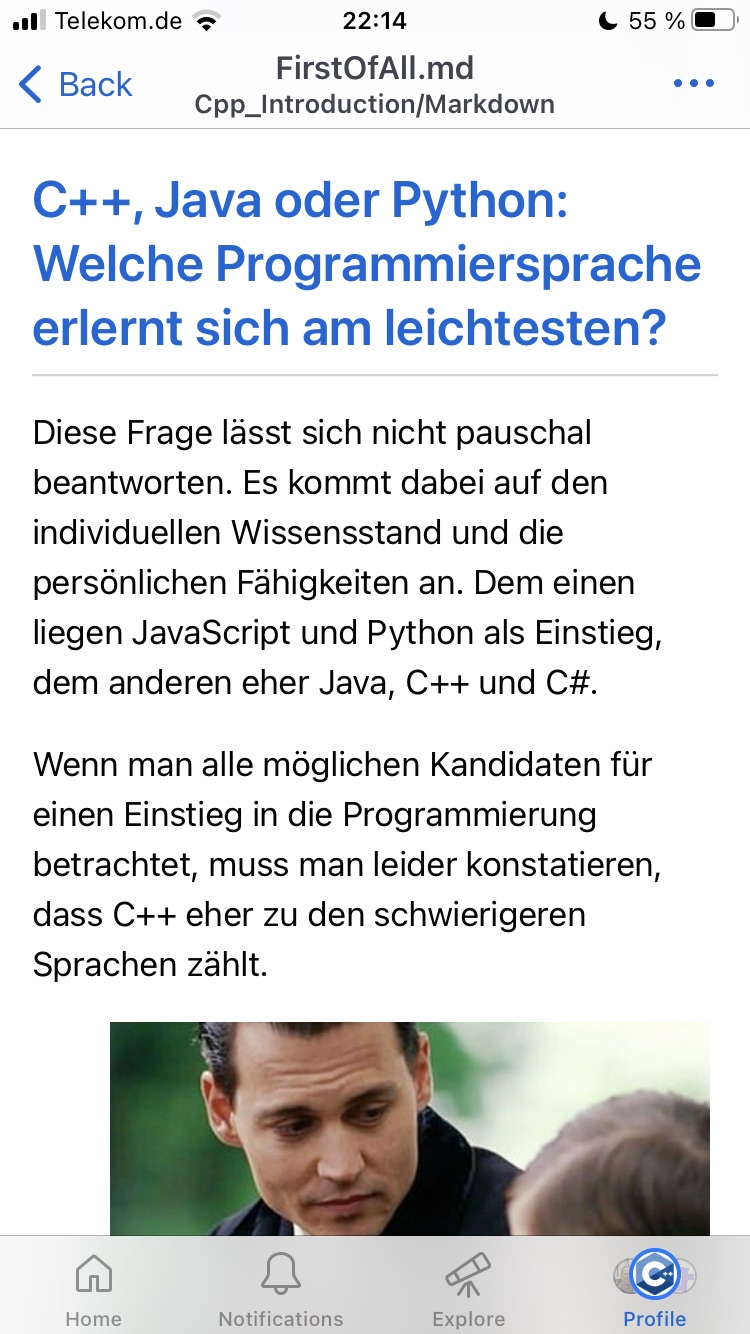 Telekom.de 22:14 55 %
Back FirstOfAll.md
Cpp_Introduction/Markdown
C++, Java oder Python:
Welche Programmiersprache
erlernt sich am leichtesten?
Diese Frage lässt sich nicht pauschal
beantworten. Es kommt dabei auf den
individuellen Wissensstand und die
persönlichen Fähigkeiten an. Dem einen
liegen JavaScript und Python als Einstieg,
dem anderen eher Java, C++ und C#.
Wenn man alle möglichen Kandidaten für
einen Einstieg in die Programmierung
betrachtet, muss man leider konstatieren,
dass C++ eher zu den schwierigeren
Sprachen zählt.
C++
Home Notifications Explore Profile